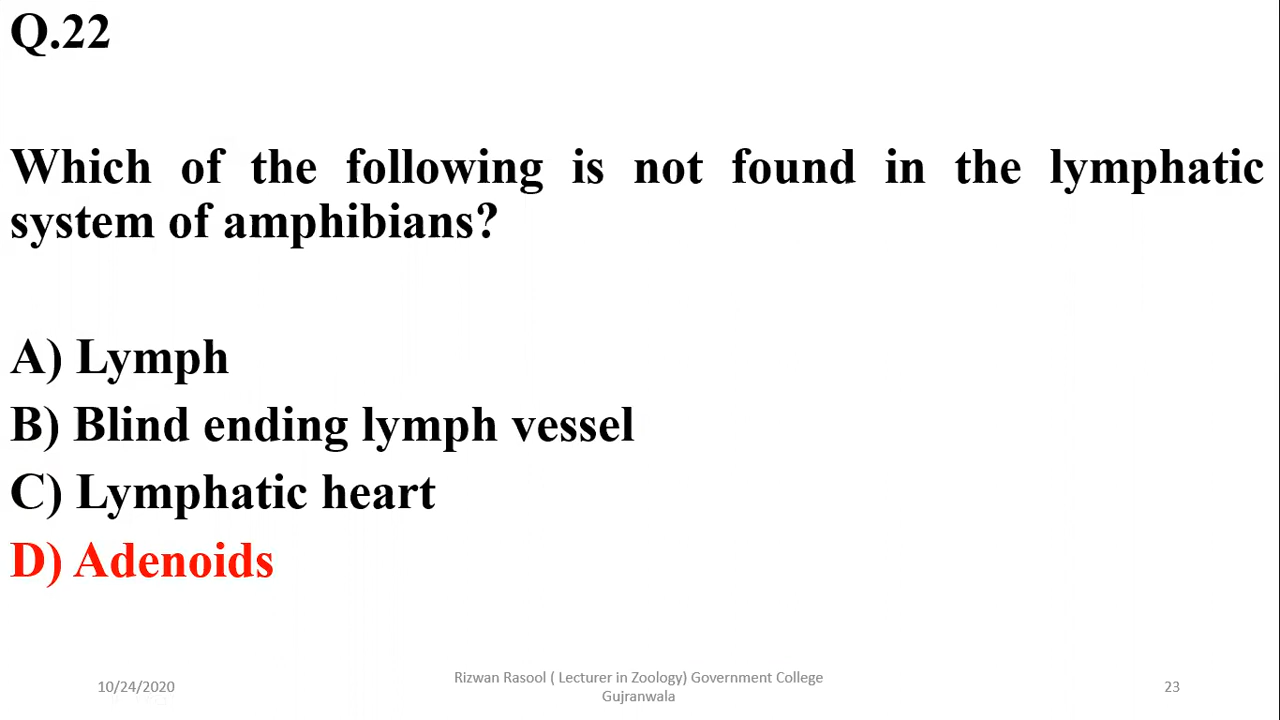 Q.22
Which of the following is not found in the lymphatic
system of amphibians?
A) Lymph
B) Blind ending lymph vessel
C) Lymphatic heart
D) Adenoids
10/24/2020
Rizwan Rasool ( Lecturer in Zoology) Government College
Gujranwala
23